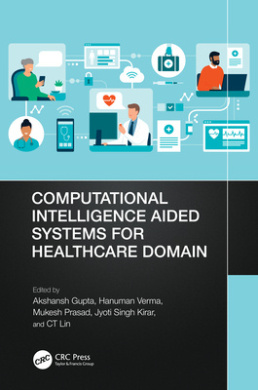 COMPUTATIONAL
INTELLIGENCE AIDED
SYSTEMS FOR
HEALTHCARE DOMAIN
Edited by
Akshansh Gupta, Hanuman Verma,
Mukesh Prasad, Jyoti Singh Kirar,
and CT Lin
CRC
CRC Press
Taylor & Francis Group